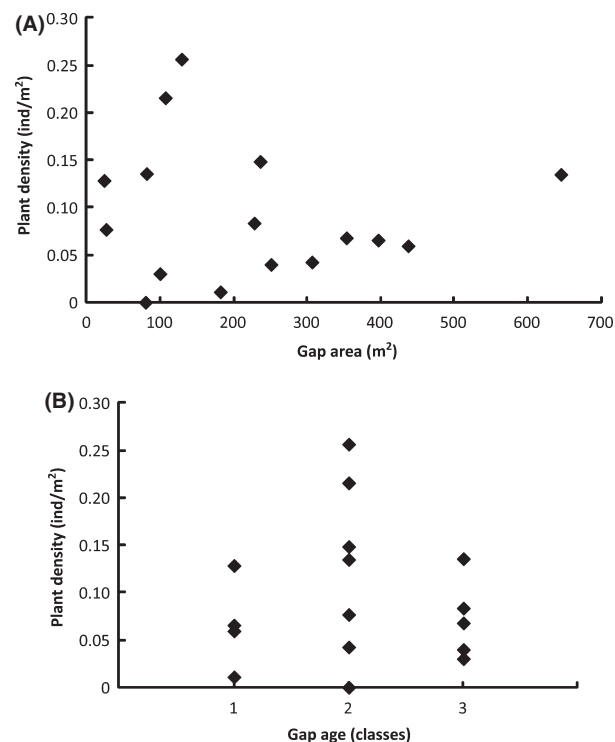 (A)
Plant density (ind/m²)
0.30
0.25
0.20
0.15
0.10
0.05
0
0 100 200 300 400 500 600 700
Gap area (m²)
(B)
Plant density (ind/m²)
0.30
0.25
0.20
0.15
0.10
0.05
0
1 2 3
Gap age (classes)